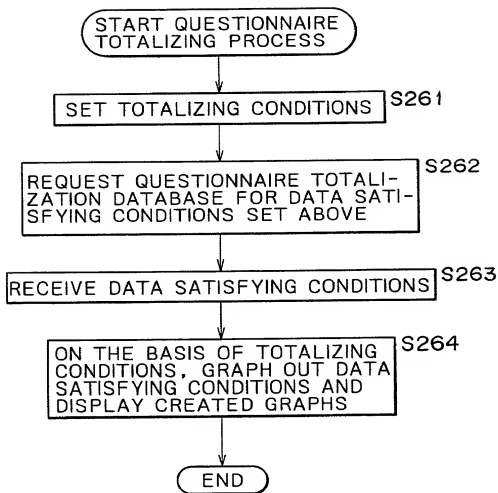 START QUESTIONNAIRE
TOTALIZING PROCESS
SET TOTALIZING CONDITIONS
S261
REQUEST QUESTIONNAIRE TOTALI-
ZATION DATABASE FOR DATA SATI-
SFYING CONDITIONS SET ABOVE
S262
RECEIVE DATA SATISFYING CONDITIONS
S263
ON THE BASIS OF TOTALIZING
CONDITIONS, GRAPH OUT DATA
SATISFYING CONDITIONS AND
DISPLAY CREATED GRAPHS
S264
END